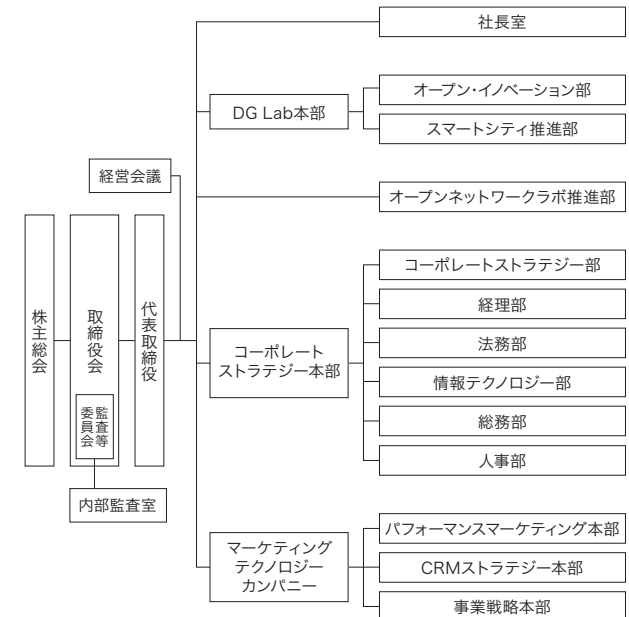 株主総会
取締役会
監査等
委員会
内部監査室
代表取締役
経営会議
社長室
DG Lab本部
オープン・イノベーション部
スマートシティ推進部
オープンネットワークラボ推進部
コーポレート
ストラテジー本部
コーポレートストラテジー部
経理部
法務部
情報テクノロジー部
総務部
人事部
マーケティング
テクノロジー
カンパニー
パフォーマンスマーケティング本部
CRMストラテジー本部
事業戦略本部